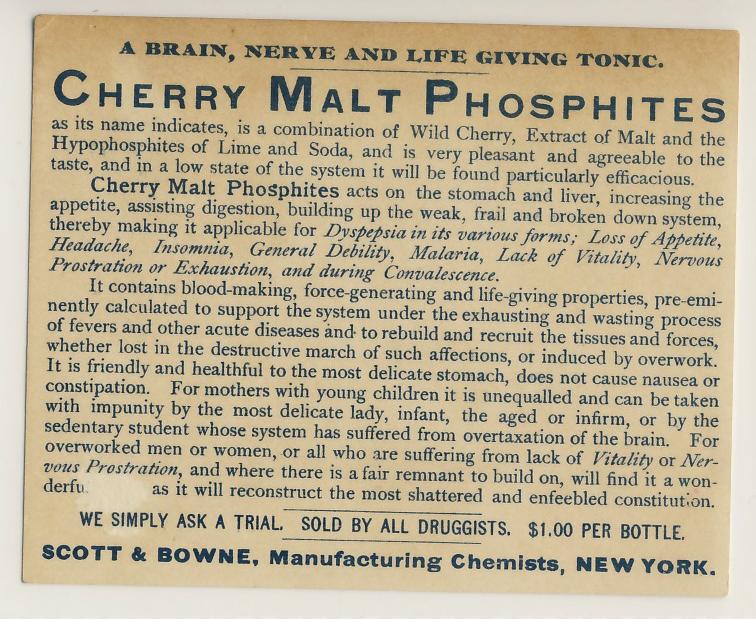 A BRAIN, NERVE AND LIFE GIVING TONIC.
CHERRY MALT PHOSPHITES
as its name indicates, is a combination of Wild Cherry, Extract of Malt and the
Hypophosphites of Lime and Soda, and is very pleasant and agreeable to the
taste, and in a low state of the system it will be found particularly efficacious.
Cherry Malt Phosphites acts on the stomach and liver, increasing the
appetite, assisting digestion, building up the weak, frail and broken down system,
thereby making it applicable for Dyspepsia in its various forms; Loss of Appetite,
Headache, Insomnia, General Debility, Malaria, Lack of Vitality, Nervous
Prostration or Exhaustion, and during Convalescence.
It contains blood-making, force-generating and life-giving properties, pre-emi-
nently calculated to support the system under the exhausting and wasting process
of fevers and other acute diseases and to rebuild and recruit the tissues and forces,
whether lost in the destructive march of such affections, or induced by overwork.
It is friendly and healthful to the most delicate stomach, does not cause nausea or
constipation. For mothers with young children it is unequalled and can be taken
with impunity by the most delicate lady, infant, the aged or infirm, or by the
sedentary student whose system has suffered from overtaxation of the brain. For
overworked men or women, or all who are suffering from lack of Vitality or Ner-
vous Prostration, and where there is a fair remnant to build on, will find it a won-
derfu as it will reconstruct the most shattered and enfeebled constitution.
WE SIMPLY ASK A TRIAL. SOLD BY ALL DRUGGISTS. $1.00 PER BOTTLE.
SCOTT & BOWNE, Manufacturing Chemists, NEW YORK.